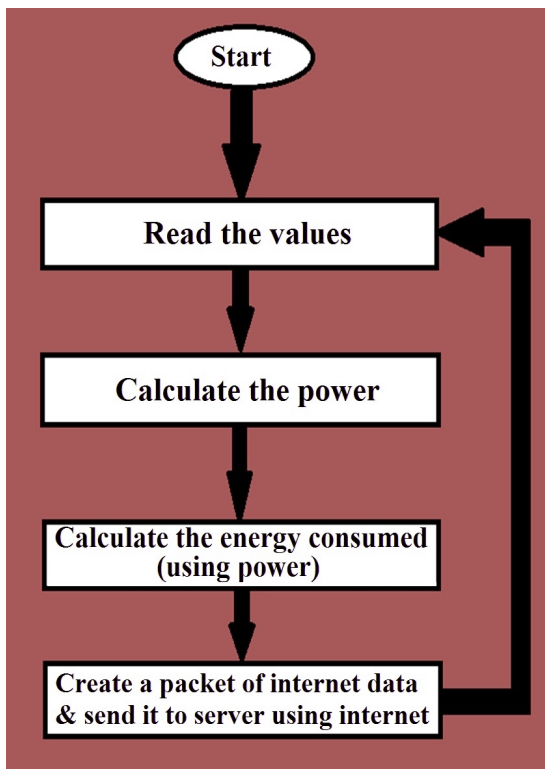 Start
Read the values
Calculate the power
Calculate the energy consumed
(using power)
Create a packet of internet data
& send it to server using internet